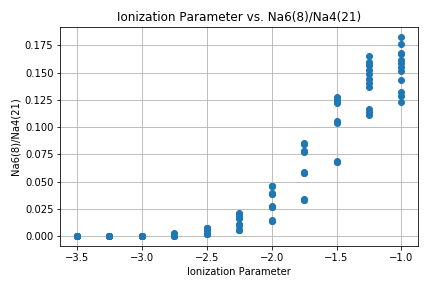 Ionization Parameter vs. Na6(8)/Na4(21)
Na6(8)/Na4(21)
0.175
0.150
0.125
0.100
0.075
0.050
0.025
0.000
−3.5 −3.0 −2.5 −2.0 −1.5 −1.0
Ionization Parameter